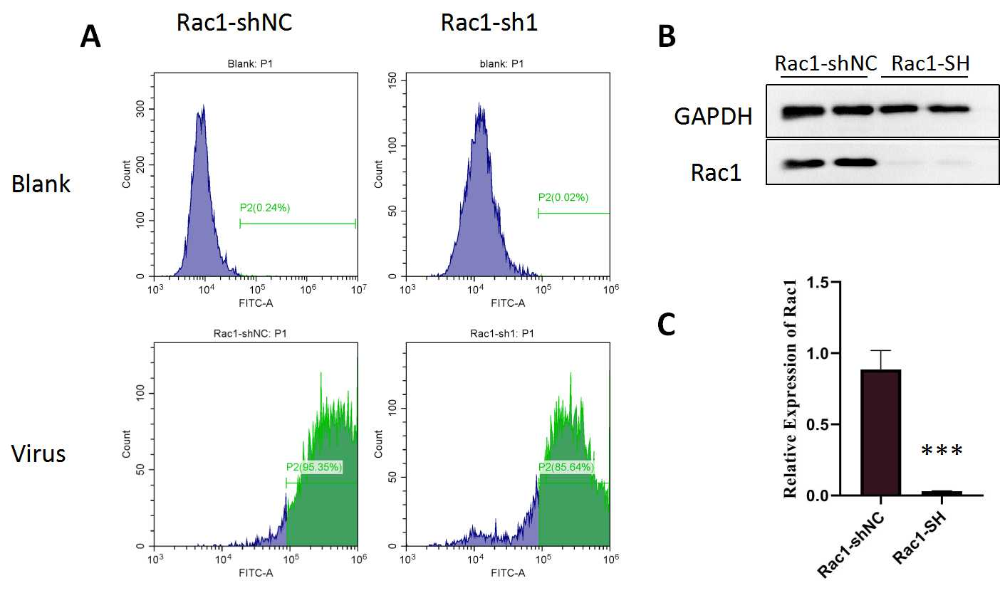 A
Rac1-shNC
Rac1-sh1
Blank
Blank: P1
Count
300
200
100
0
P2(0.24%)
10³ 10⁴ 10⁵ 10⁶ 10⁷
FITC-A
blank: P1
Count
150
100
50
0
P2(0.02%)
10³ 10⁴ 10⁵ 10⁶
FITC-A
Virus
Rac1-shNC: P1
Count
100
50
0
P2(95.35%)
10³ 10⁴ 10⁵ 10⁶
FITC-A
Rac1-sh1: P1
Count
100
50
0
P2(85.64%)
10³ 10⁴ 10⁵ 10⁶
FITC-A
B
Rac1-shNC Rac1-SH
GAPDH
Rac1
C
Relative Expression of Rac1
1.5
1.0
0.5
0.0
***
Rac1-shNC
Rac1-SH